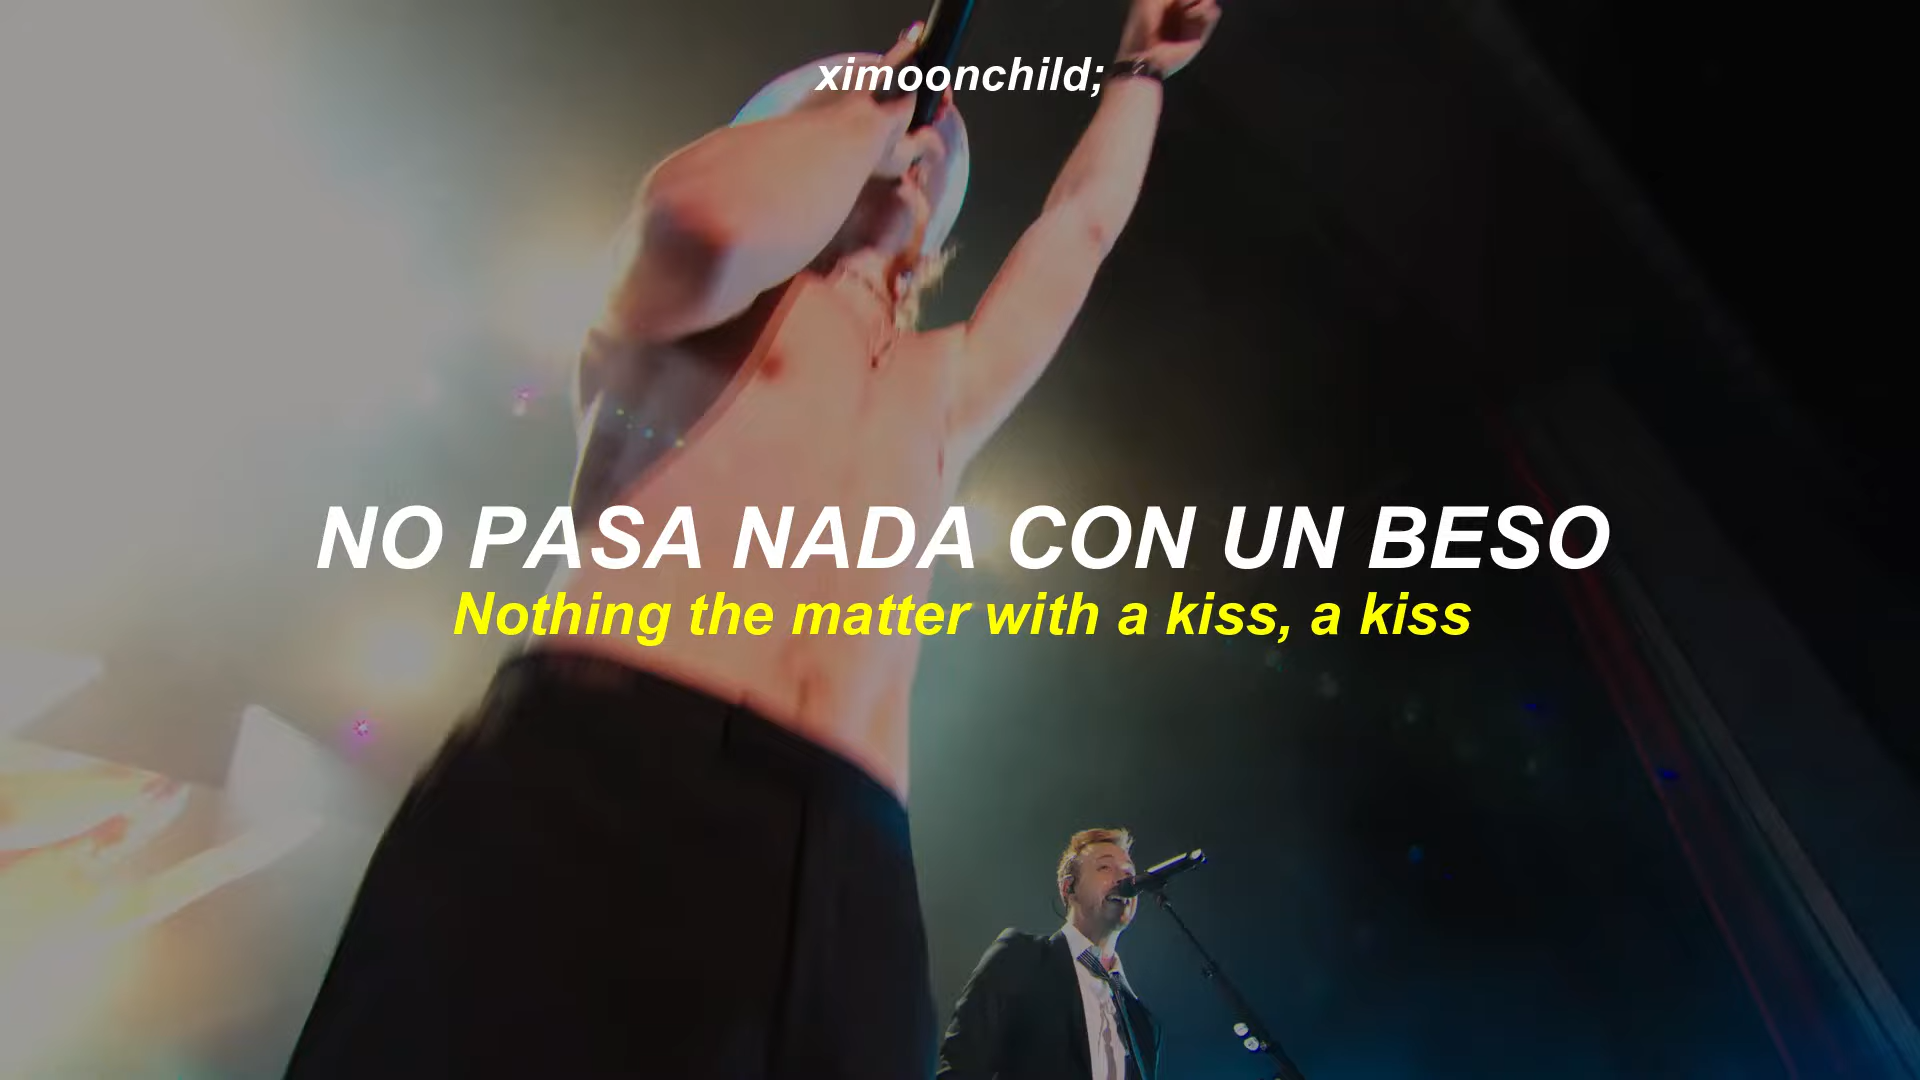 ximoonchild;
NO PASA NADA CON UN BESO
Nothing the matter with a kiss, a kiss